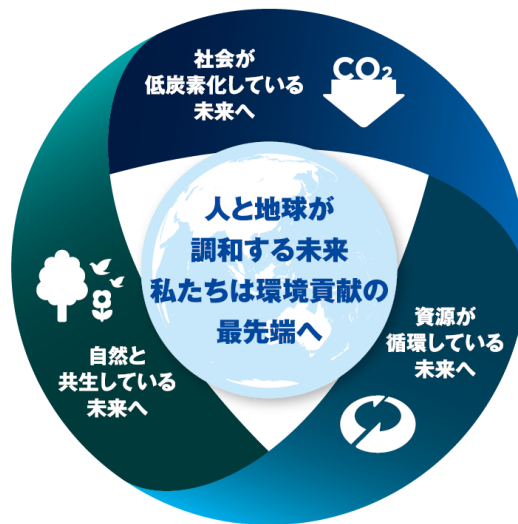 社会が
低炭素化している
未来へ
CO₂
人と地球が
調和する未来
私たちは環境貢献の
最先端へ
自然と
共生している
未来へ
資源が
循環している
未来へ